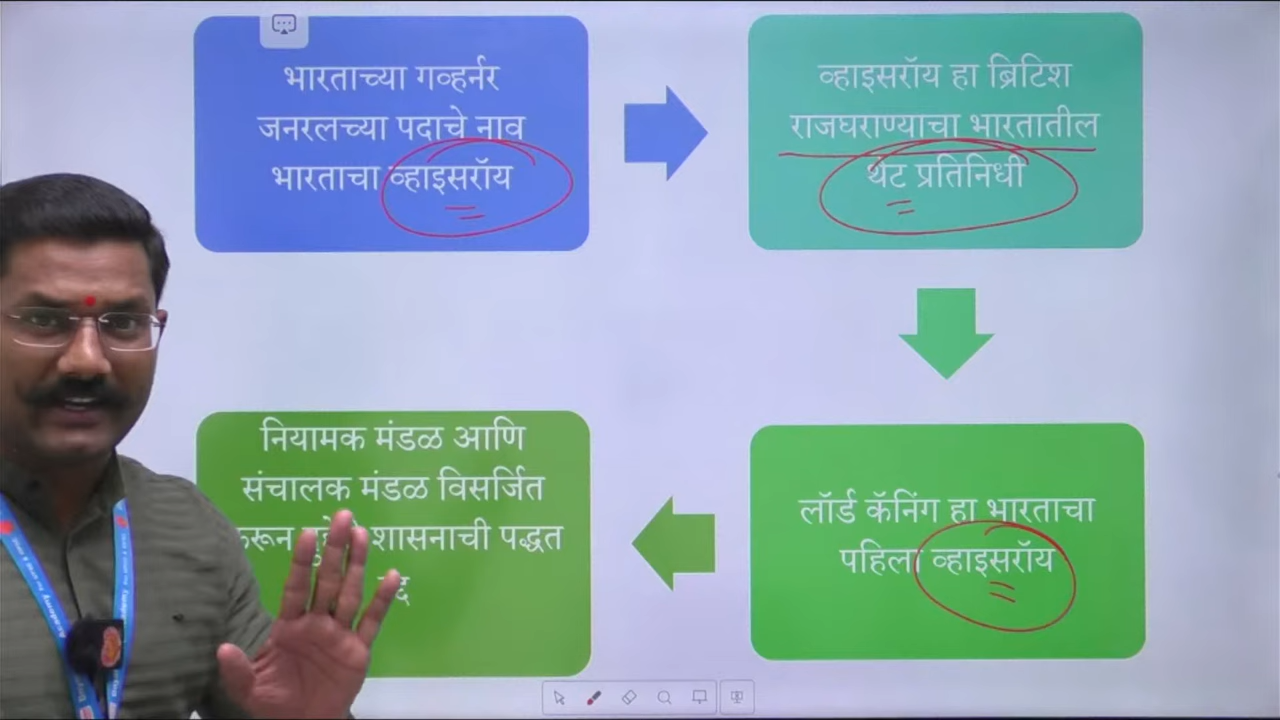 भारताच्या गव्हर्नर
जनरलच्या पदाचे नाव
भारताचा व्हाइसरॉय
व्हाइसरॉय हा ब्रिटिश
राजघराण्याचा भारतातील
थेट प्रतिनिधी
लॉर्ड कॅनिंग हा भारताचा
पहिला व्हाइसरॉय
नियामक मंडळ आणि
संचालक मंडळ विसर्जित
करून शासनाची पद्धत